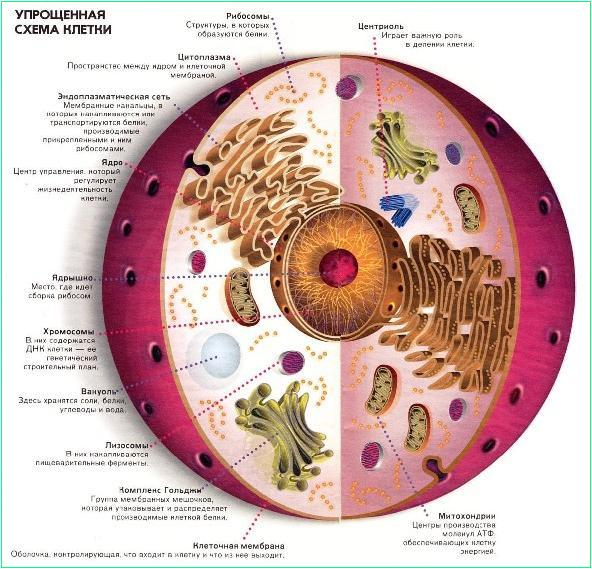 УПРОЩЕННАЯ
СХЕМА КЛЕТКИ
Рибосомы
Структуры, в которых
образуются белки.
Центриоль
Играет важную роль
в делении клетки.
Цитоплазма
Пространство между ядром и клеточной
мембраной.
Эндоплазматическая сеть
Мембранные канальцы, в
которых накапливаются или
транспортируются белки,
производимые
прикрепленными к ним
рибосомами.
Ядро
Центр управления, который
регулирует
жизнедеятельность
клетки.
Ядрышко
Место, где идет
сборка рибосом.
Хромосомы
В них содержатся
ДНК клетки — ее
генетический
строительный план.
Вакуоль
Здесь хранятся соли, белки,
углеводы и вода.
Лизосомы
В них накапливаются
пищеварительные ферменты.
Комплекс Гольджи
Группа мембранных мешочков,
которая упаковывает и распределяет
производимые клеткой белки.
Клеточная мембрана
Оболочка, контролирующая, что входит в клетку и что из нее выходит.
Митохондрии
Центры производства
молекул АТФ,
обеспечивающих клетку
энергией.